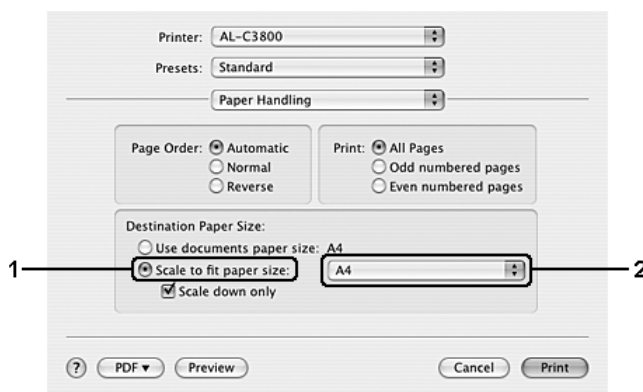 Printer: AL-C3800
Presets: Standard
Paper Handling
Page Order: Automatic Print: All Pages
Normal Odd numbered pages
Reverse Even numbered pages
Destination Paper Size:
Use documents paper size: A4
1 Scale to fit paper size: A4 2
Scale down only
? PDF Preview Cancel Print